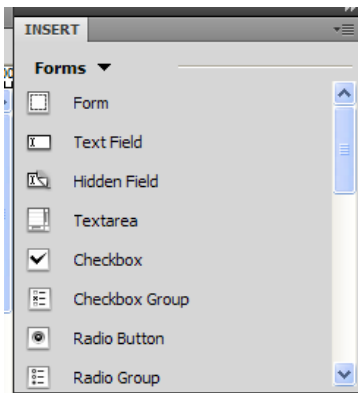 INSERT
Forms
Form
Text Field
Hidden Field
Textarea
Checkbox
Checkbox Group
Radio Button
Radio Group